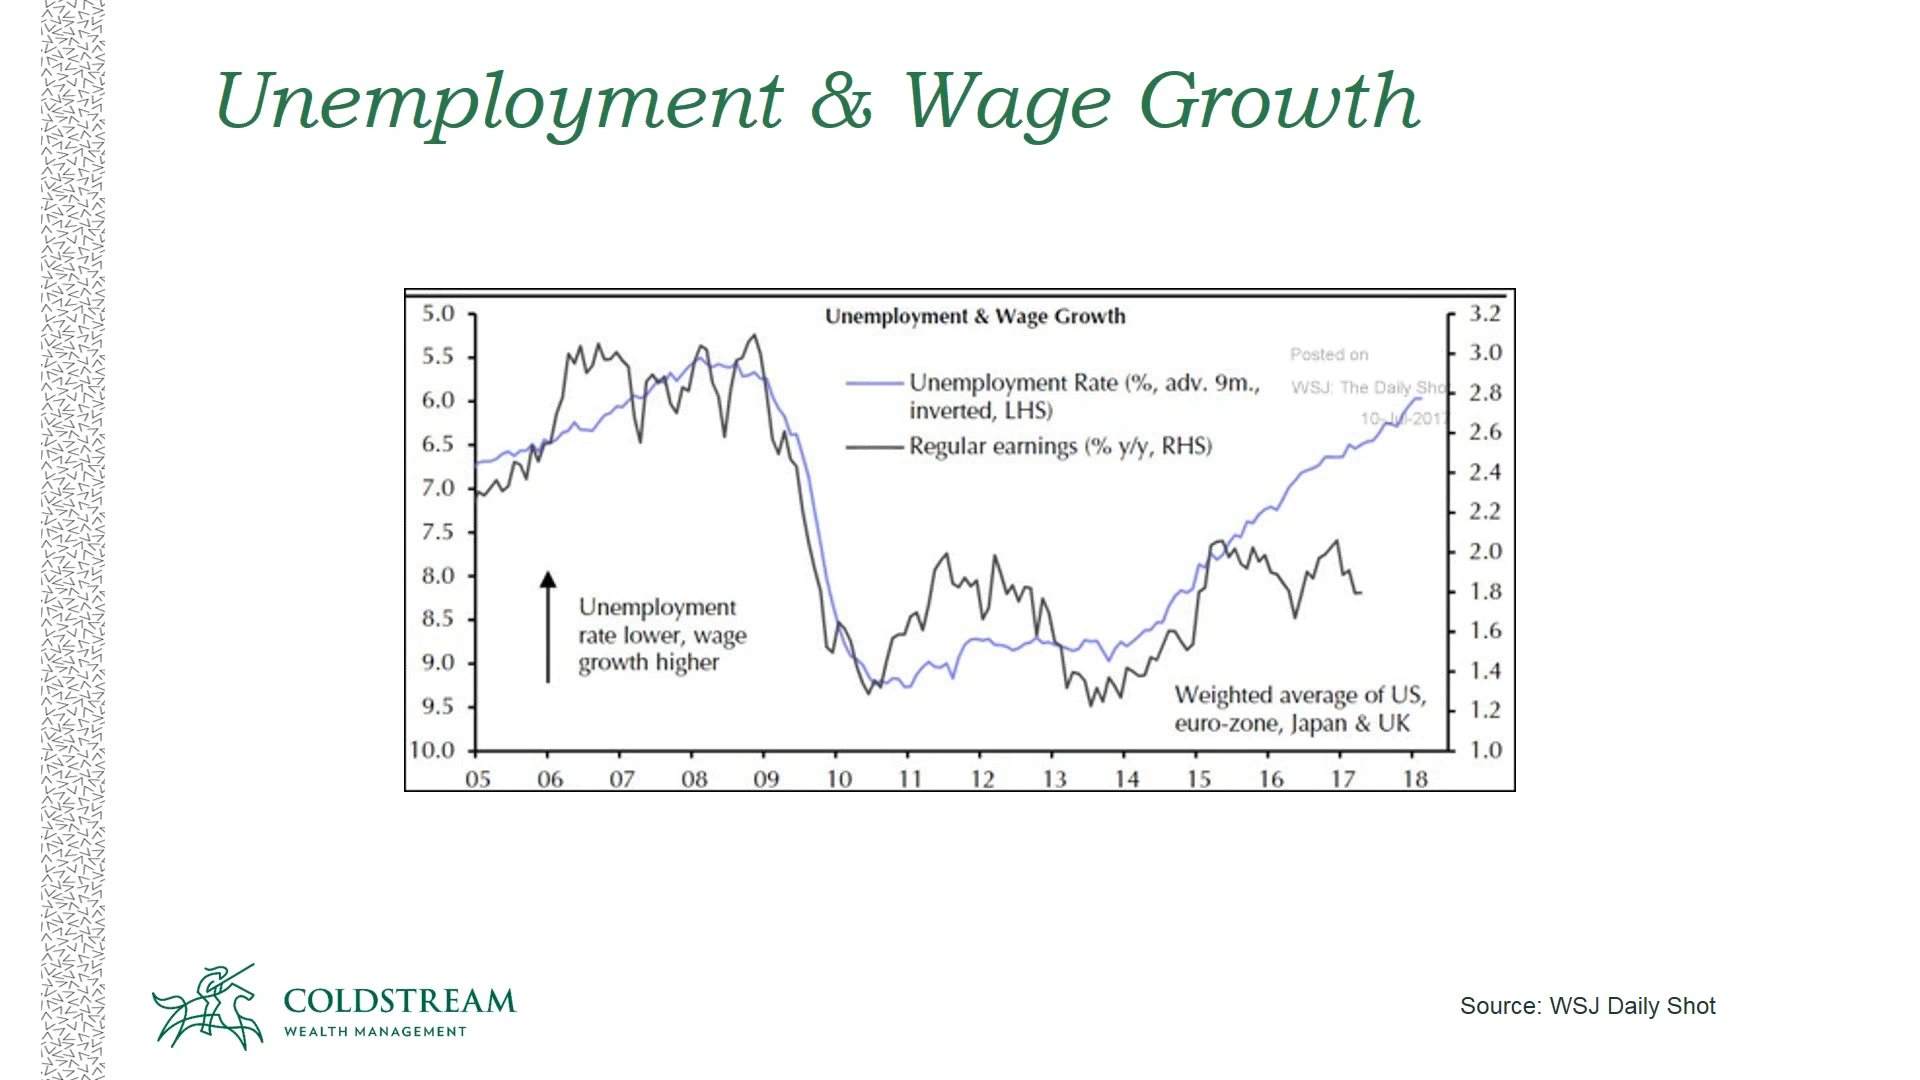 Unemployment & Wage Growth
Unemployment & Wage Growth
5.0
5.5
6.0
6.5
7.0
7.5
8.0
8.5
9.0
9.5
10.0
3.2
3.0
2.8
2.6
2.4
2.2
2.0
1.8
1.6
1.4
1.2
1.0
Posted on
WSJ: The Daily Sho
10-Jul-2017
Unemployment Rate (%, adv. 9m.,
inverted, LHS)
Regular earnings (% y/y, RHS)
Unemployment
rate lower, wage
growth higher
Weighted average of US,
euro-zone, Japan & UK
05 06 07 08 09 10 11 12 13 14 15 16 17 18
COLDSTREAM
WEALTH MANAGEMENT
Source: WSJ Daily Shot